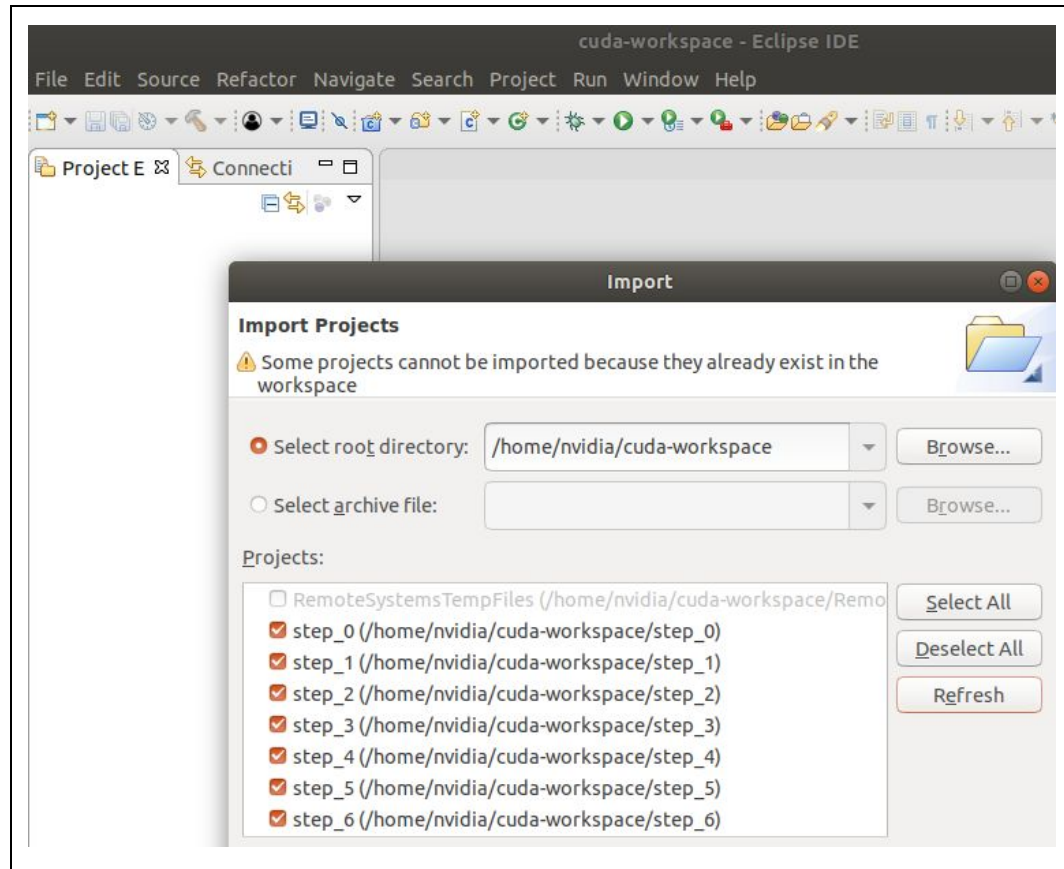 cuda-workspace - Eclipse IDE
File Edit Source Refactor Navigate Search Project Run Window Help
Project E Connecti
Import
Import Projects
Some projects cannot be imported because they already exist in the
workspace
Select root directory: /home/nvidia/cuda-workspace Browse...
Select archive file: Browse...
Projects:
RemoteSystemsTempFiles (/home/nvidia/cuda-workspace/Remo Select All
step_0 (/home/nvidia/cuda-workspace/step_0)
step_1 (/home/nvidia/cuda-workspace/step_1) Deselect All
step_2 (/home/nvidia/cuda-workspace/step_2) Refresh
step_3 (/home/nvidia/cuda-workspace/step_3)
step_4 (/home/nvidia/cuda-workspace/step_4)
step_5 (/home/nvidia/cuda-workspace/step_5)
step_6 (/home/nvidia/cuda-workspace/step_6)